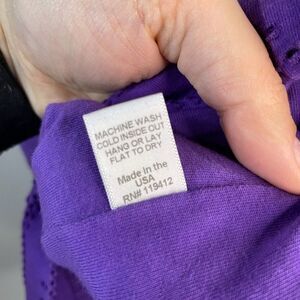 MACHINE WASH
COLD INSIDE OUT
HANG OR LAY
FLAT TO DRY
Made in the
USA
RN# 119412